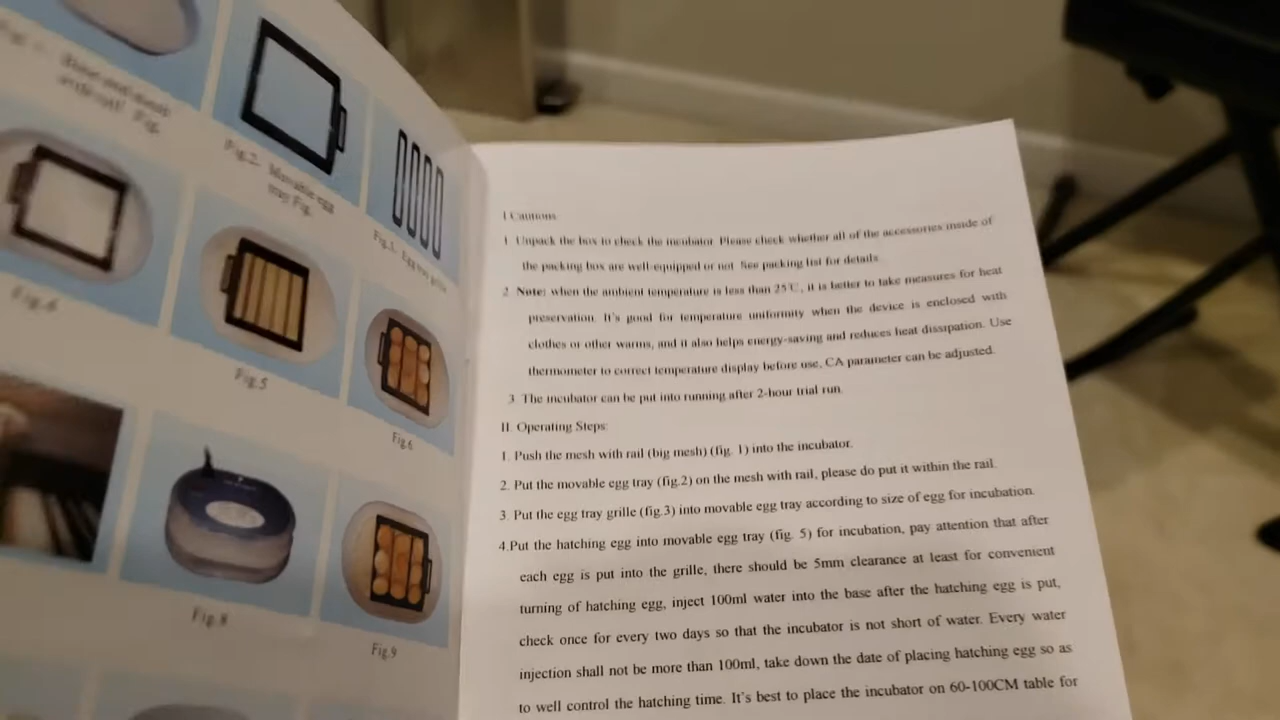 Fig.2. Movable egg
tray Fig.
Fig.3. Egg tray grille
Fig.4
Fig.5
Fig.6
Fig.8
Fig.9
I Cautions
1 Unpack the box to check the incubator. Please check whether all of the accessories inside of
the packing box are well-equipped or not. See packing list for details.
2. Note: when the ambient temperature is less than 25℃, it is better to take measures for heat
preservation. It's good for temperature uniformity when the device is enclosed with
clothes or other warms, and it also helps energy-saving and reduces heat dissipation. Use
thermometer to correct temperature display before use, CA parameter can be adjusted.
3. The incubator can be put into running after 2-hour trial run.
II. Operating Steps:
1. Push the mesh with rail (big mesh) (fig. 1) into the incubator.
2. Put the movable egg tray (fig.2) on the mesh with rail, please do put it within the rail.
3. Put the egg tray grille (fig.3) into movable egg tray according to size of egg for incubation.
4.Put the hatching egg into movable egg tray (fig. 5) for incubation, pay attention that after
each egg is put into the grille, there should be 5mm clearance at least for convenient
turning of hatching egg, inject 100ml water into the base after the hatching egg is put,
check once for every two days so that the incubator is not short of water. Every water
injection shall not be more than 100ml, take down the date of placing hatching egg so as
to well control the hatching time. It's best to place the incubator on 60-100CM table for